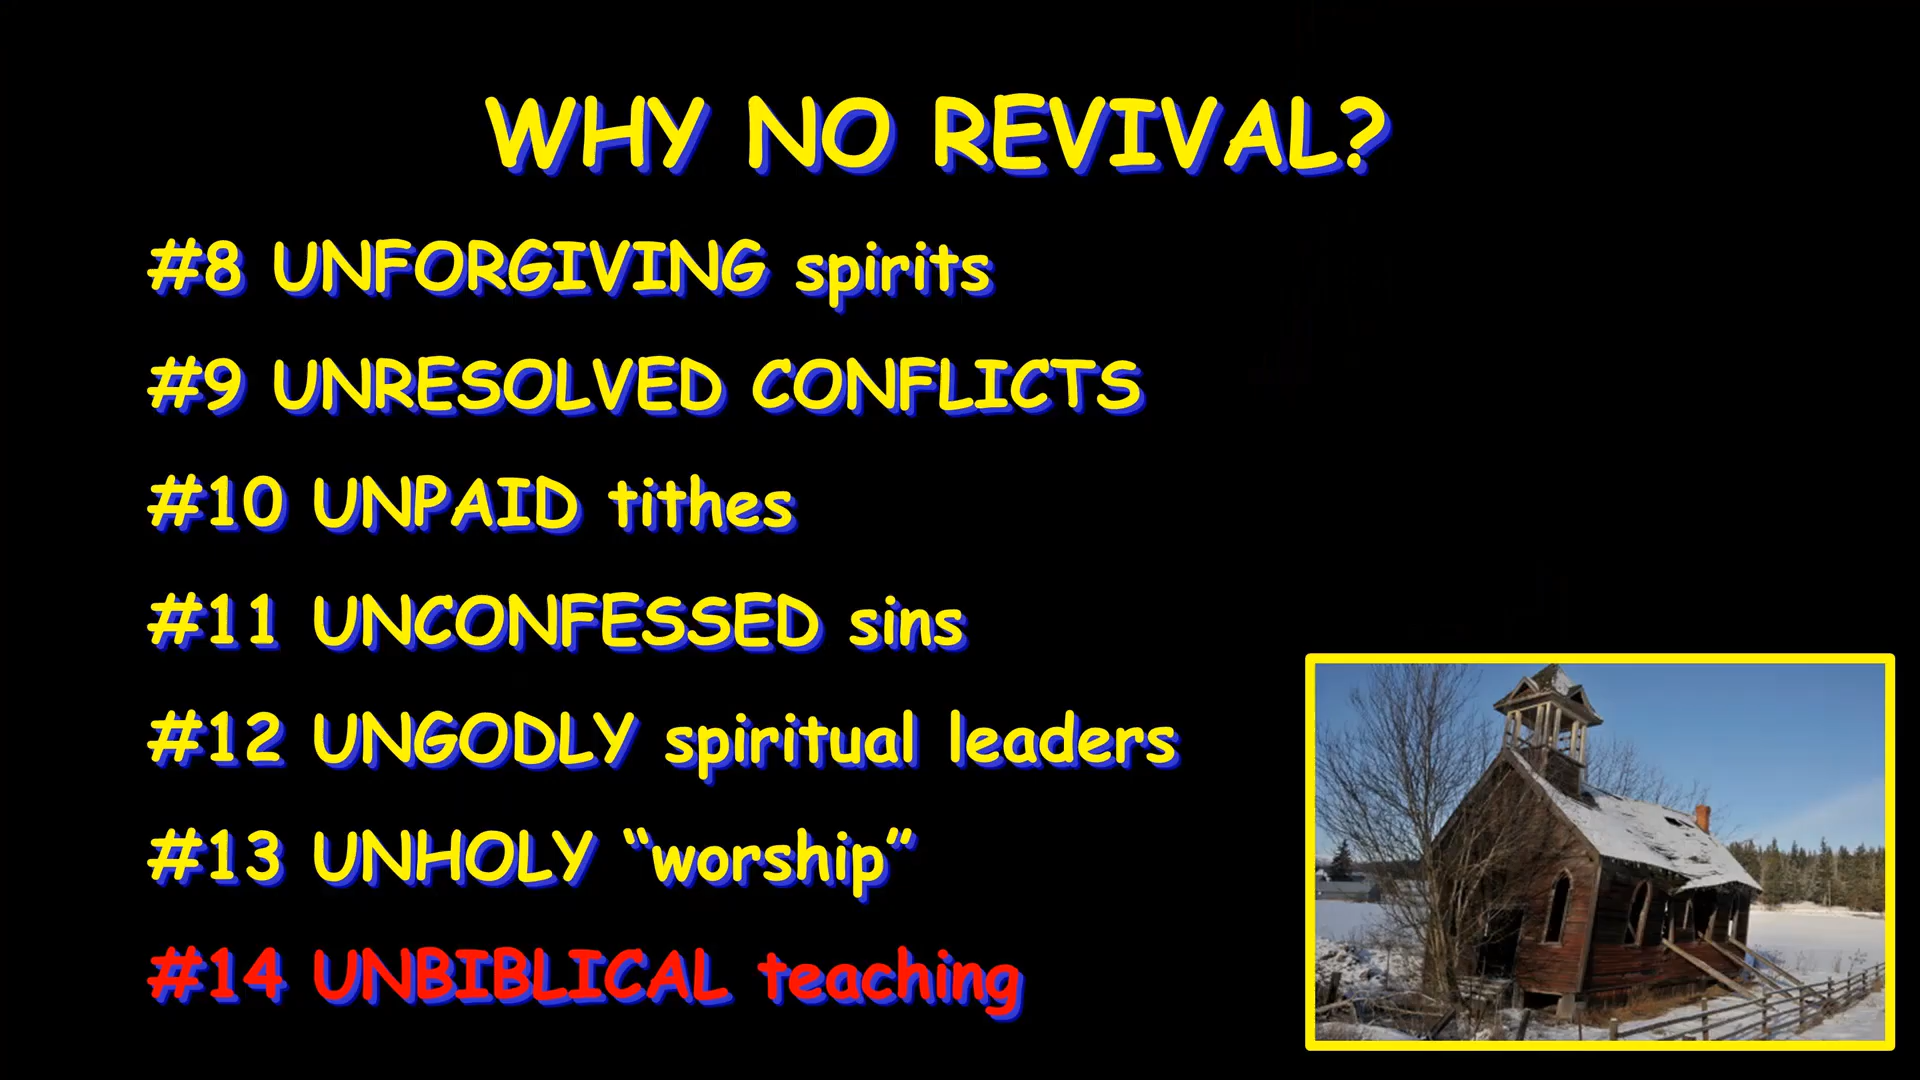 WHY NO REVIVAL?
#8 UNFORGIVING spirits
#9 UNRESOLVED CONFLICTS
#10 UNPAID tithes
#11 UNCONFESSED sins
#12 UNGODLY spiritual leaders
#13 UNHOLY “worship”
#14 UNBIBLICAL teaching